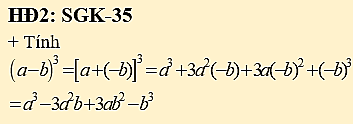 HĐ2: SGK-35
+ Tính
(a–b)³=[a+(–b)]³=a³+3a²(–b)+3a(–b)²+(–b)³
=a³–3a²b+3ab²–b³